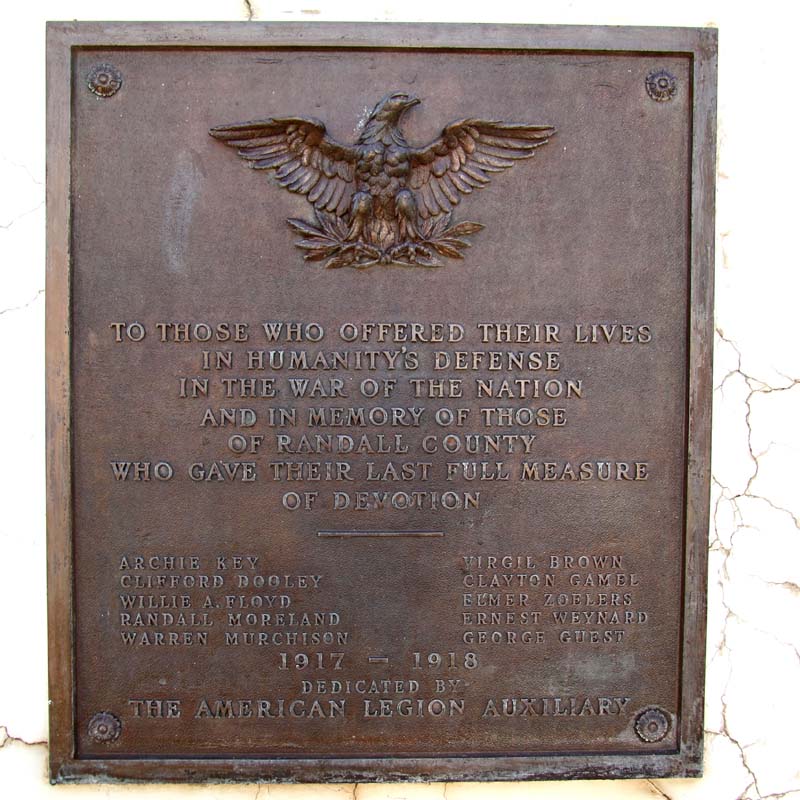 TO THOSE WHO OFFERED THEIR LIVES
IN HUMANITY'S DEFENSE
IN THE WAR OF THE NATION
AND IN MEMORY OF THOSE
OF RANDALL COUNTY
WHO GAVE THEIR LAST FULL MEASURE
OF DEVOTION
ARCHIE KEY
CLIFFORD DOOLEY
WILLIE A. FLOYD
RANDALL MORELAND
WARREN MURCHISON
VIRGIL BROWN
CLAYTON GAMEL
ELMER ZOELERS
ERNEST WEYNARD
GEORGE GUEST
1917 - 1918
DEDICATED BY
THE AMERICAN LEGION AUXILIARY